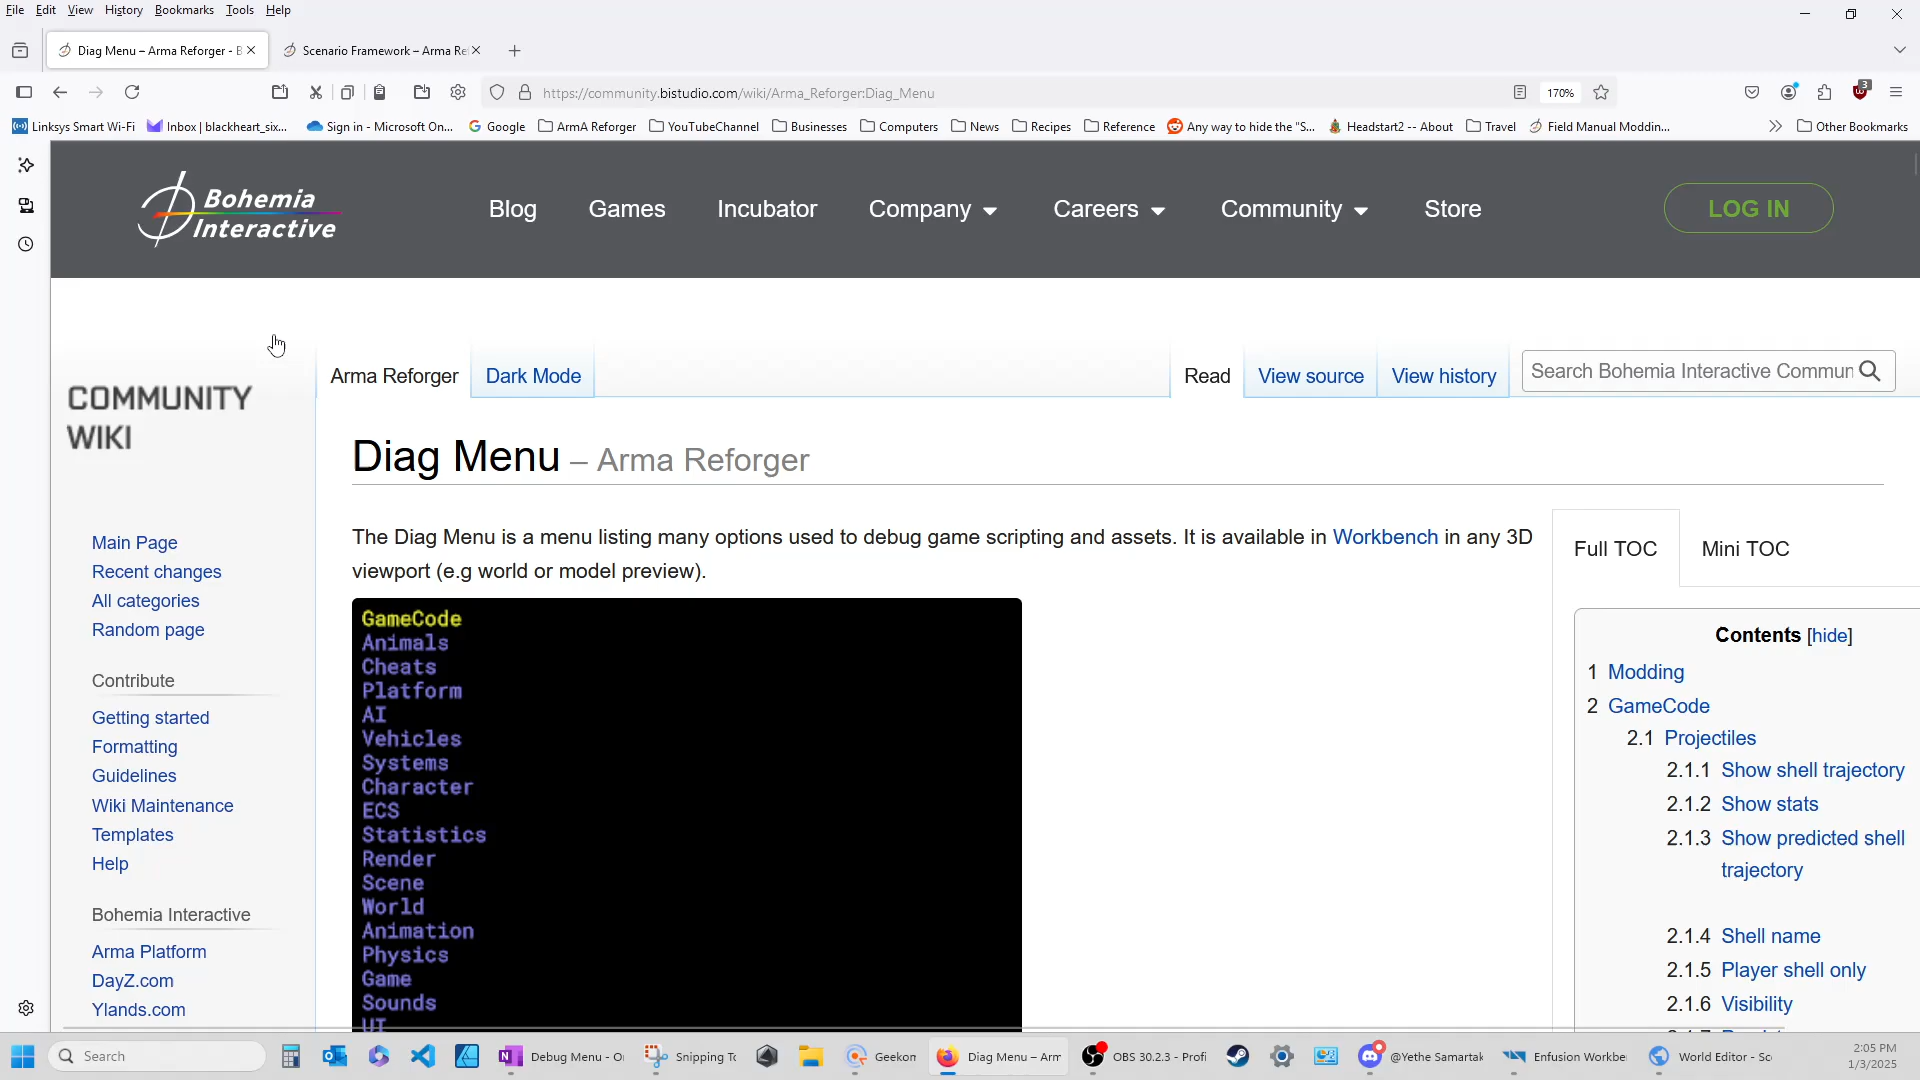 File Edit View History Bookmarks Tools Help
Diag Menu – Arma Reforger - B
Scenario Framework – Arma Re
https://community.bistudio.com/wiki/Arma_Reforger:Diag_Menu
170%
3
Linksys Smart Wi-Fi
Inbox | blackheart_six...
Sign in - Microsoft On...
Google
ArmA Reforger
YouTubeChannel
Businesses
Computers
News
Recipes
Reference
Any way to hide the "S...
Headstart2 -- About
Travel
Field Manual Moddin...
Other Bookmarks
Bohemia
Interactive
Blog
Games
Incubator
Company
Careers
Community
Store
LOG IN
COMMUNITY
WIKI
Arma Reforger
Dark Mode
Read
View source
View history
Search Bohemia Interactive Commun
Diag Menu – Arma Reforger
Main Page
Recent changes
All categories
Random page
Contribute
Getting started
Formatting
Guidelines
Wiki Maintenance
Templates
Help
Bohemia Interactive
Arma Platform
DayZ.com
Ylands.com
The Diag Menu is a menu listing many options used to debug game scripting and assets. It is available in Workbench in any 3D
viewport (e.g world or model preview).
GameCode
Animals
Cheats
Platform
AI
Vehicles
Systems
Character
ECS
Statistics
Render
Scene
World
Animation
Physics
Game
Sounds
UI
Full TOC
Mini TOC
Contents [hide]
1 Modding
2 GameCode
2.1 Projectiles
2.1.1 Show shell trajectory
2.1.2 Show stats
2.1.3 Show predicted shell
trajectory
2.1.4 Shell name
2.1.5 Player shell only
2.1.6 Visibility
Search
Debug Menu - O
Snipping To
Geekom
Diag Menu – Arm
OBS 30.2.3 - Profi
@Yethe Samartak
Enfusion Workbe
World Editor - Sc
2:05 PM
1/3/2025